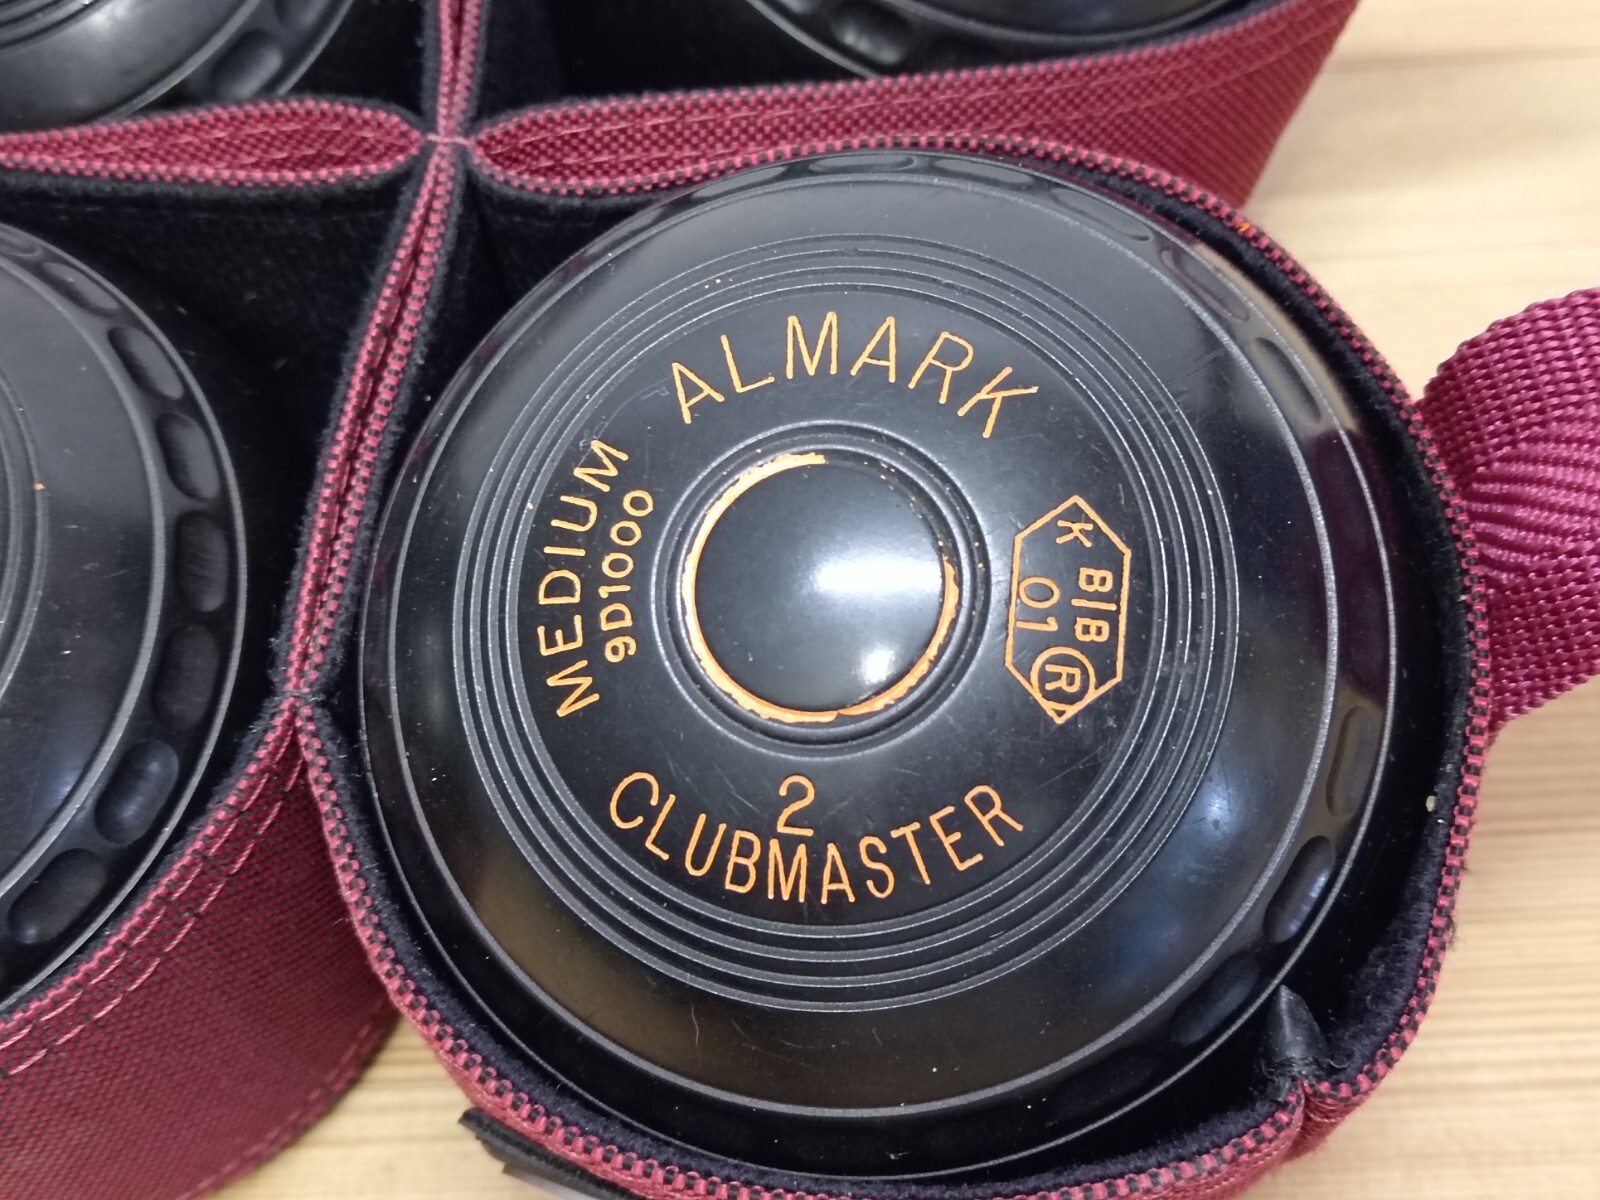 ALMARK
MEDIUM
9D1000
K BIB R
01
2
CLUBMASTER